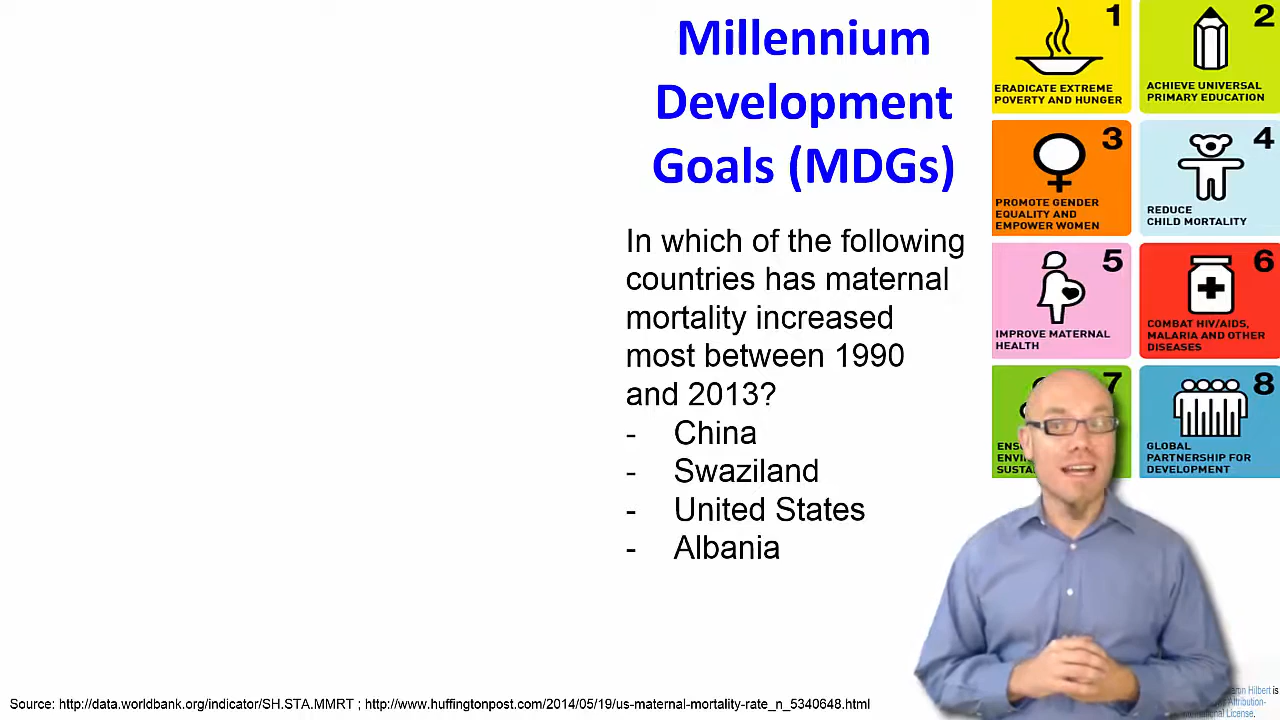 Millennium
Development
Goals (MDGs)
In which of the following
countries has maternal
mortality increased
most between 1990
and 2013?
- China
- Swaziland
- United States
- Albania
1
ERADICATE EXTREME
POVERTY AND HUNGER
2
ACHIEVE UNIVERSAL
PRIMARY EDUCATION
3
PROMOTE GENDER
EQUALITY AND
EMPOWER WOMEN
4
REDUCE
CHILD MORTALITY
5
IMPROVE MATERNAL
HEALTH
6
COMBAT HIV/AIDS,
MALARIA AND OTHER
DISEASES
7
8
GLOBAL
PARTNERSHIP FOR
DEVELOPMENT
Source: http://data.worldbank.org/indicator/SH.STA.MMRT ; http://www.huffingtonpost.com/2014/05/19/us-maternal-mortality-rate_n_5340648.html
Hilbert is
Attribution-
License.